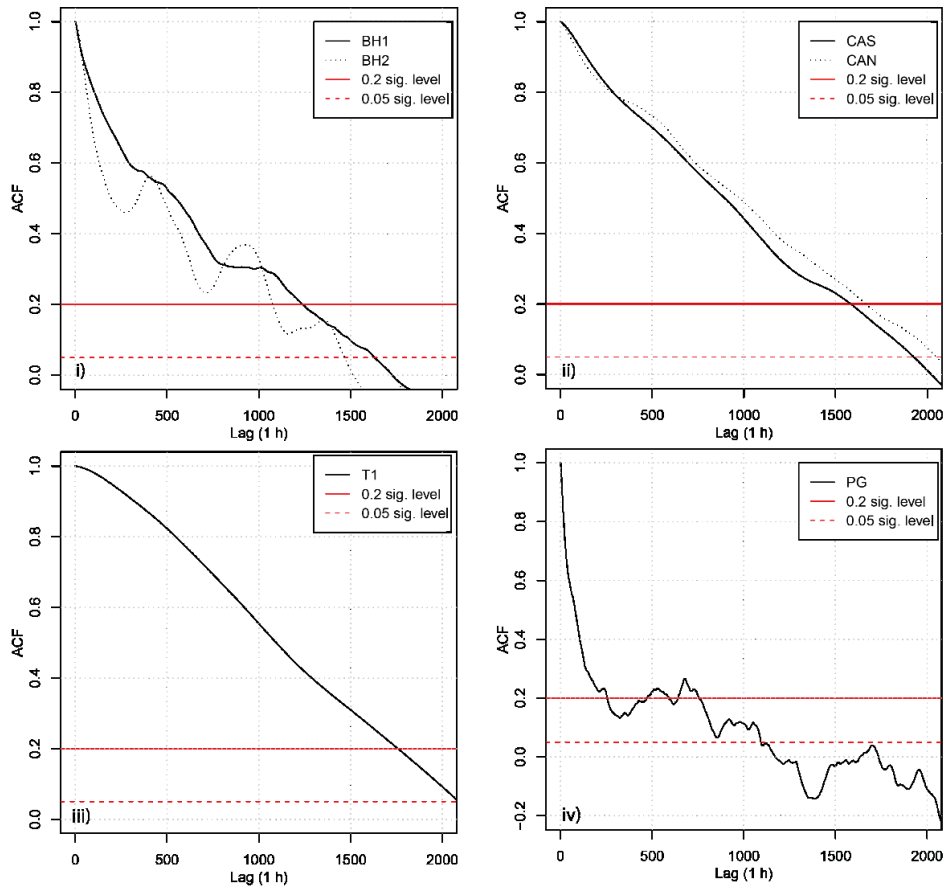 BH1
BH2
0.2 sig. level
0.05 sig. level
ACF
1.0
0.8
0.6
0.4
0.2
0.0
i)
0 500 1000 1500 2000
Lag (1 h)
CAS
CAN
0.2 sig. level
0.05 sig. level
ACF
1.0
0.8
0.6
0.4
0.2
0.0
ii)
0 500 1000 1500 2000
Lag (1 h)
T1
0.2 sig. level
0.05 sig. level
ACF
1.0
0.8
0.6
0.4
0.2
0.0
iii)
0 500 1000 1500 2000
Lag (1 h)
PG
0.2 sig. level
0.05 sig. level
ACF
1.0
0.8
0.6
0.4
0.2
0.0
−0.2
iv)
0 500 1000 1500 2000
Lag (1 h)